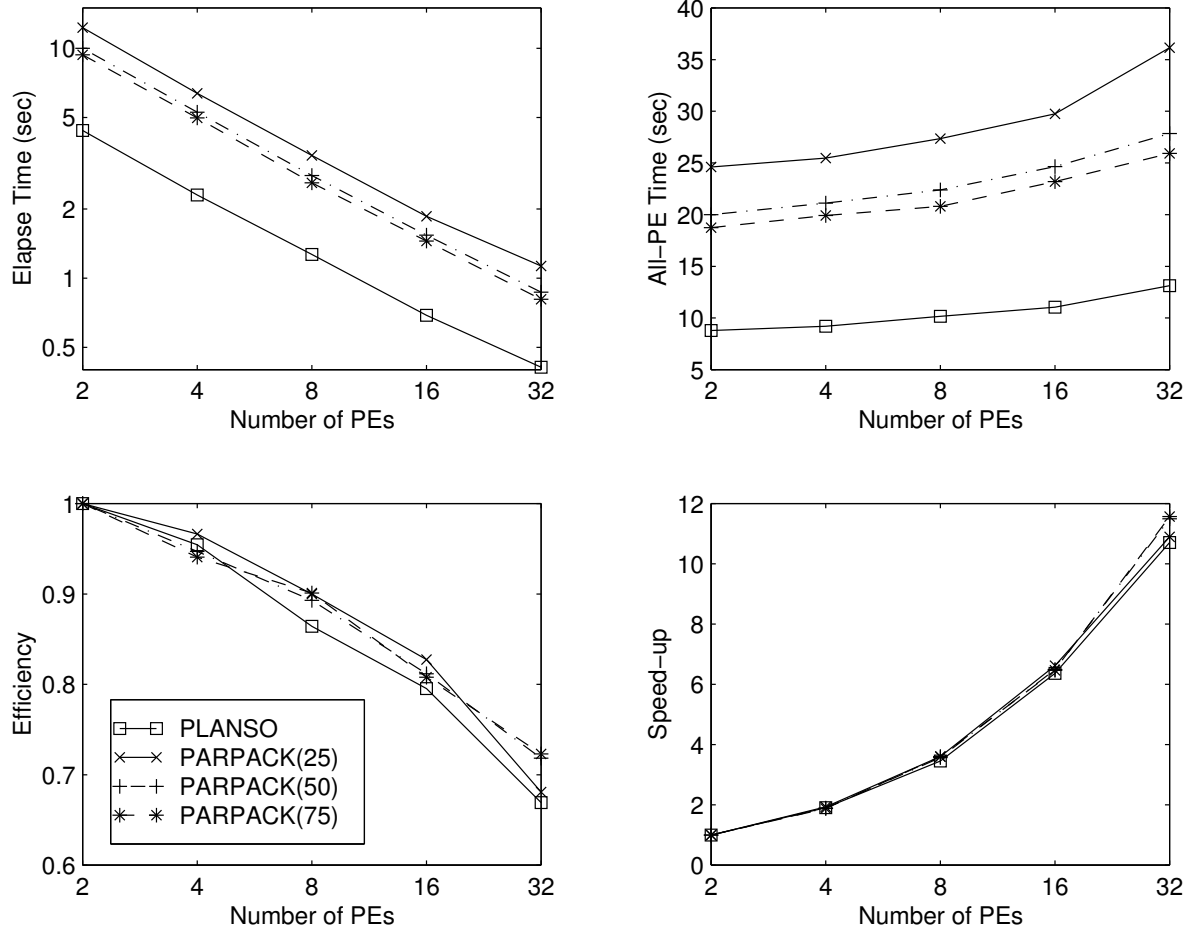 10
5
2
1
0.5
Elapse Time (sec)
2 4 8 16 32
Number of PEs
40
35
30
25
20
15
10
5
All−PE Time (sec)
2 4 8 16 32
Number of PEs
1
0.9
0.8
0.7
0.6
Efficiency
PLANSO
PARPACK(25)
PARPACK(50)
PARPACK(75)
2 4 8 16 32
Number of PEs
12
10
8
6
4
2
0
Speed−up
2 4 8 16 32
Number of PEs